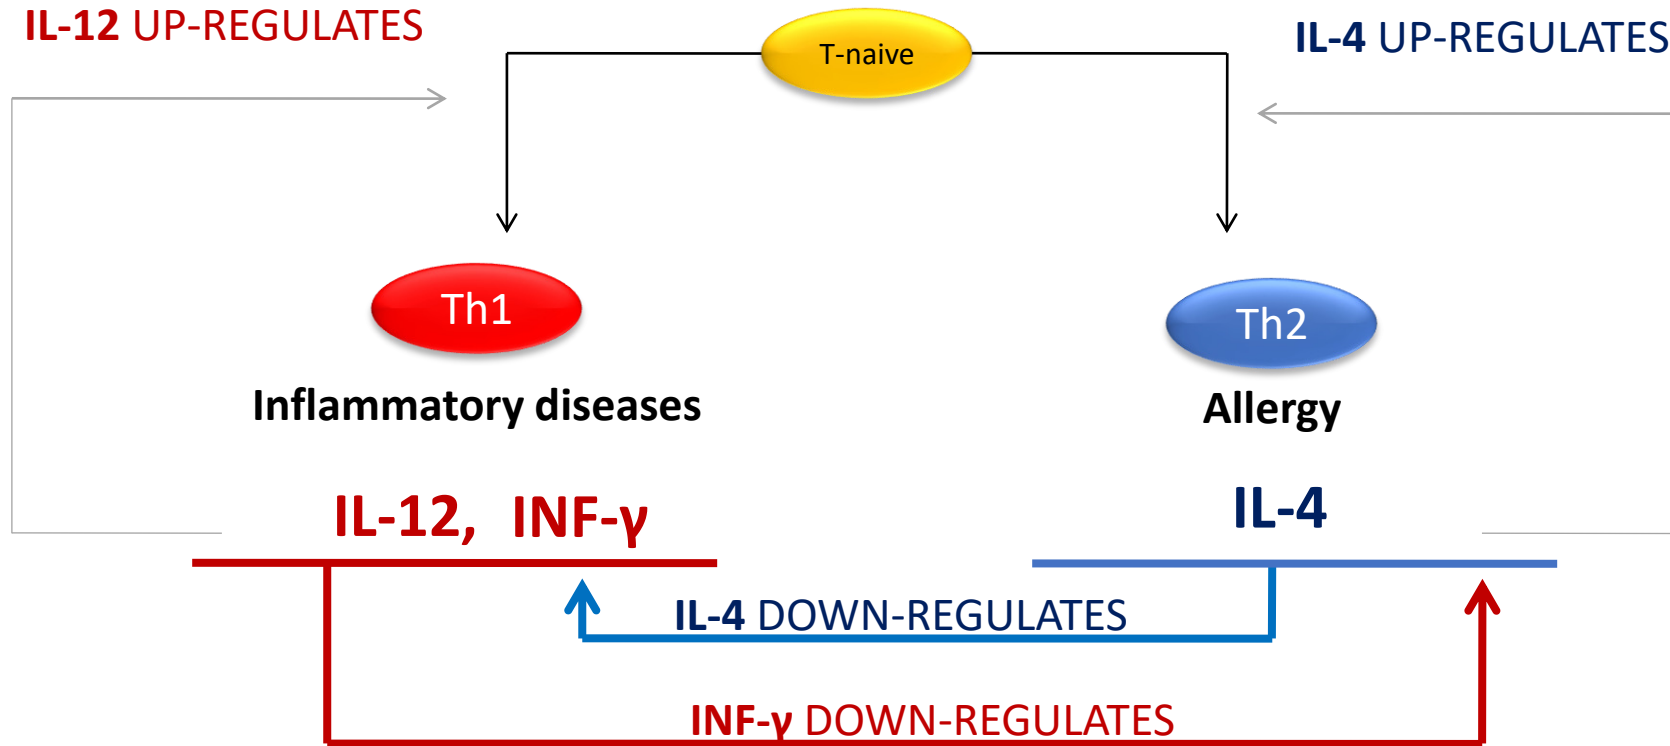 IL-12 UP-REGULATES
T-naive
IL-4 UP-REGULATES
Th1
Th2
Inflammatory diseases
Allergy
IL-12, INF-γ
IL-4
IL-4 DOWN-REGULATES
INF-γ DOWN-REGULATES